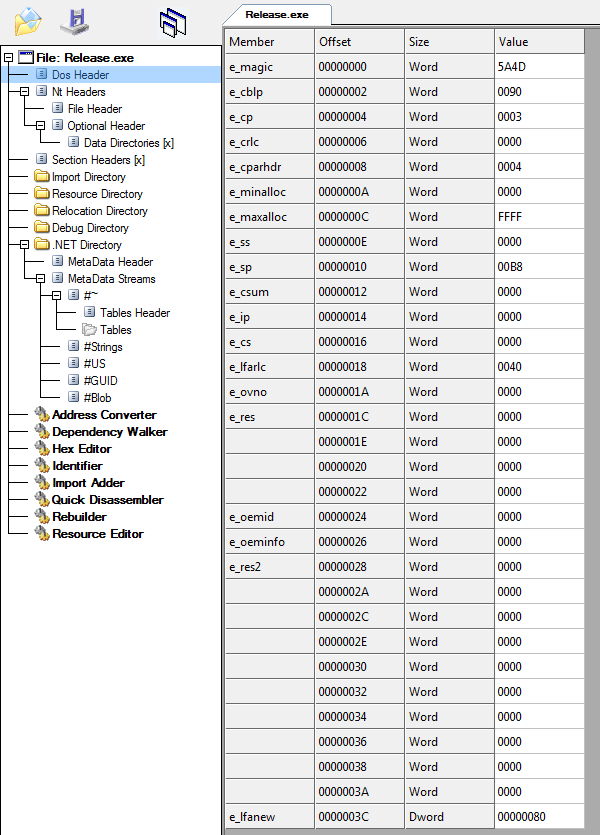 File: Release.exe
Dos Header
Nt Headers
File Header
Optional Header
Data Directories [x]
Section Headers [x]
Import Directory
Resource Directory
Relocation Directory
Debug Directory
.NET Directory
MetaData Header
MetaData Streams
#~
Tables Header
Tables
#Strings
#US
#GUID
#Blob
Address Converter
Dependency Walker
Hex Editor
Identifier
Import Adder
Quick Disassembler
Rebuilder
Resource Editor
Release.exe
Member Offset Size Value
e_magic 00000000 Word 5A4D
e_cblp 00000002 Word 0090
e_cp 00000004 Word 0003
e_crlc 00000006 Word 0000
e_cparhdr 00000008 Word 0004
e_minalloc 0000000A Word 0000
e_maxalloc 0000000C Word FFFF
e_ss 0000000E Word 0000
e_sp 00000010 Word 00B8
e_csum 00000012 Word 0000
e_ip 00000014 Word 0000
e_cs 00000016 Word 0000
e_lfarlc 00000018 Word 0040
e_ovno 0000001A Word 0000
e_res 0000001C Word 0000
0000001E Word 0000
00000020 Word 0000
00000022 Word 0000
e_oemid 00000024 Word 0000
e_oeminfo 00000026 Word 0000
e_res2 00000028 Word 0000
0000002A Word 0000
0000002C Word 0000
0000002E Word 0000
00000030 Word 0000
00000032 Word 0000
00000034 Word 0000
00000036 Word 0000
00000038 Word 0000
0000003A Word 0000
e_lfanew 0000003C Dword 00000080